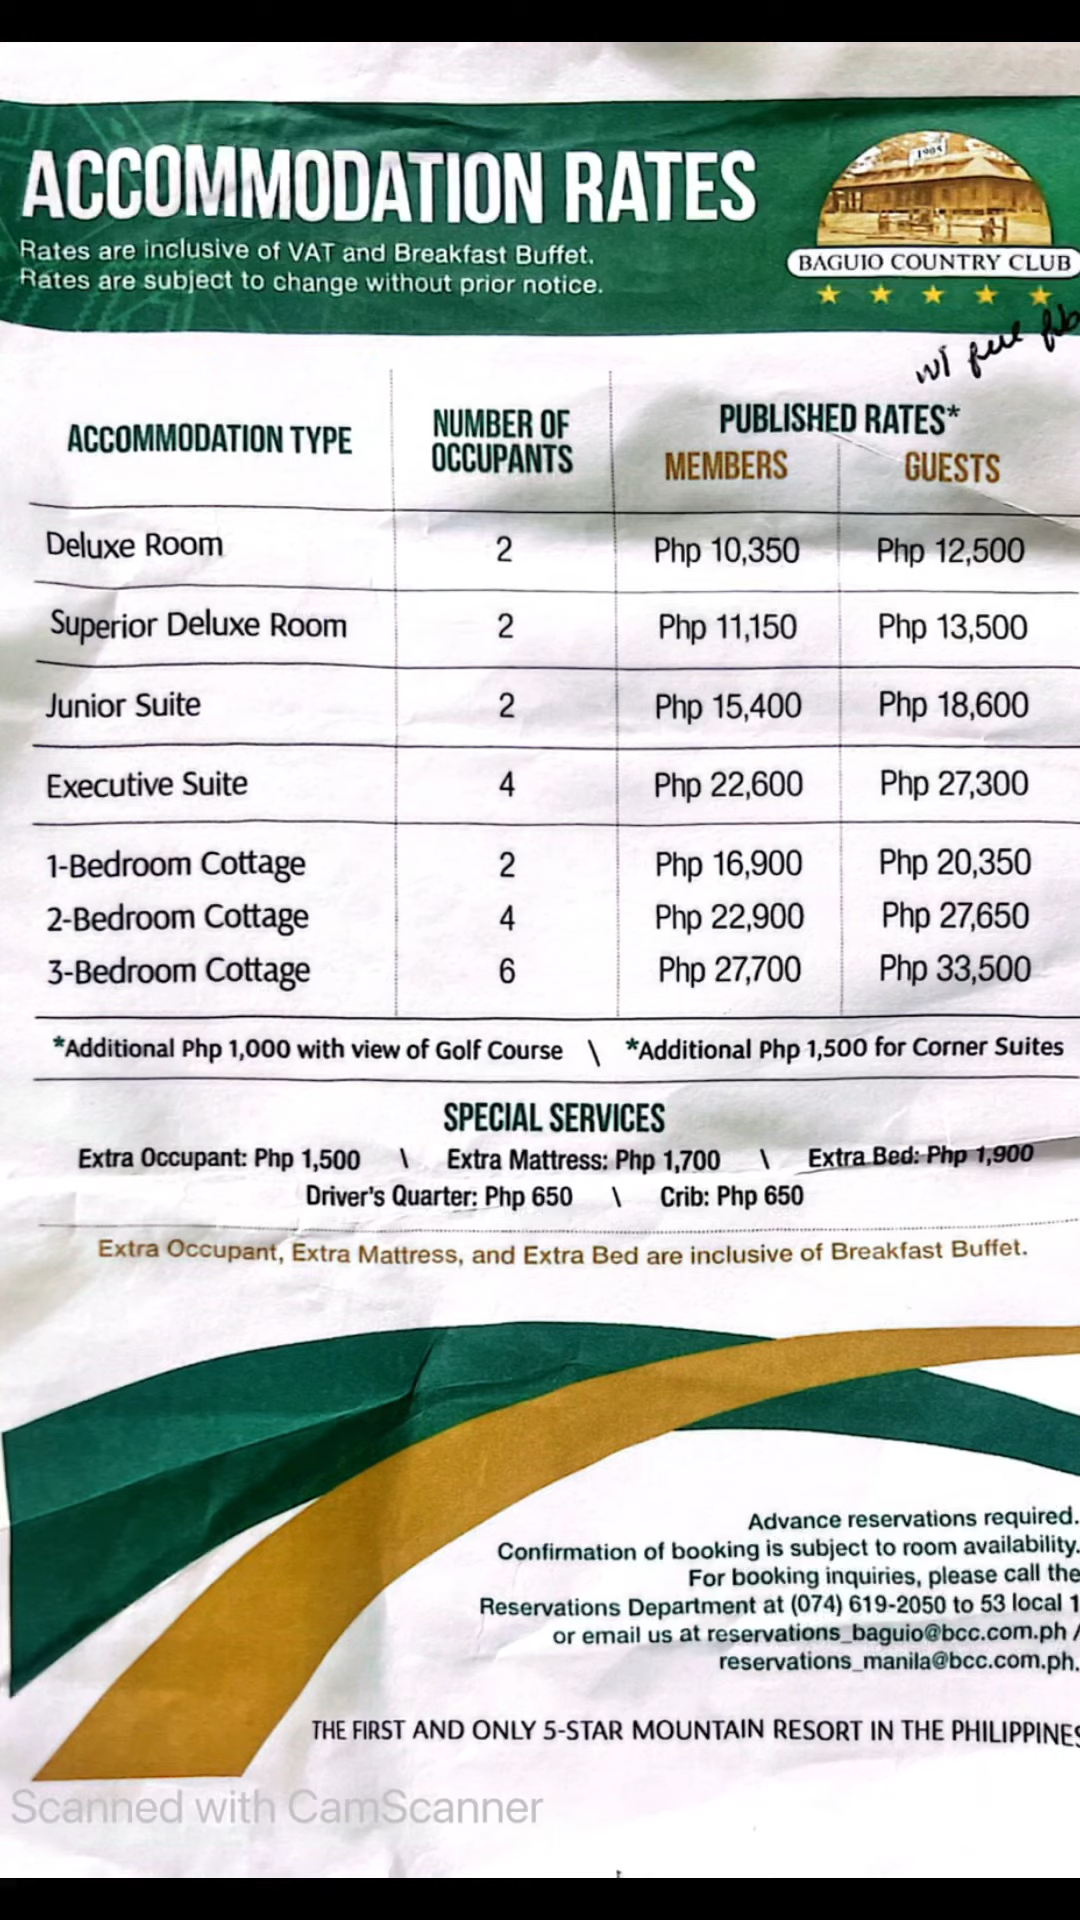 ACCOMMODATION RATES
Rates are inclusive of VAT and Breakfast Buffet.
Rates are subject to change without prior notice.
1905
BAGUIO COUNTRY CLUB
w/ free
ACCOMMODATION TYPE
NUMBER OF OCCUPANTS
PUBLISHED RATES*
MEMBERS GUESTS
Deluxe Room 2 Php 10,350 Php 12,500
Superior Deluxe Room 2 Php 11,150 Php 13,500
Junior Suite 2 Php 15,400 Php 18,600
Executive Suite 4 Php 22,600 Php 27,300
1-Bedroom Cottage 2 Php 16,900 Php 20,350
2-Bedroom Cottage 4 Php 22,900 Php 27,650
3-Bedroom Cottage 6 Php 27,700 Php 33,500
*Additional Php 1,000 with view of Golf Course \ *Additional Php 1,500 for Corner Suites
SPECIAL SERVICES
Extra Occupant: Php 1,500 \ Extra Mattress: Php 1,700 \ Extra Bed: Php 1,900
Driver's Quarter: Php 650 \ Crib: Php 650
Extra Occupant, Extra Mattress, and Extra Bed are inclusive of Breakfast Buffet.
Advance reservations required.
Confirmation of booking is subject to room availability.
For booking inquiries, please call the
Reservations Department at (074) 619-2050 to 53 local 1
or email us at reservations_baguio@bcc.com.ph /
reservations_manila@bcc.com.ph.
THE FIRST AND ONLY 5-STAR MOUNTAIN RESORT IN THE PHILIPPINES
Scanned with CamScanner